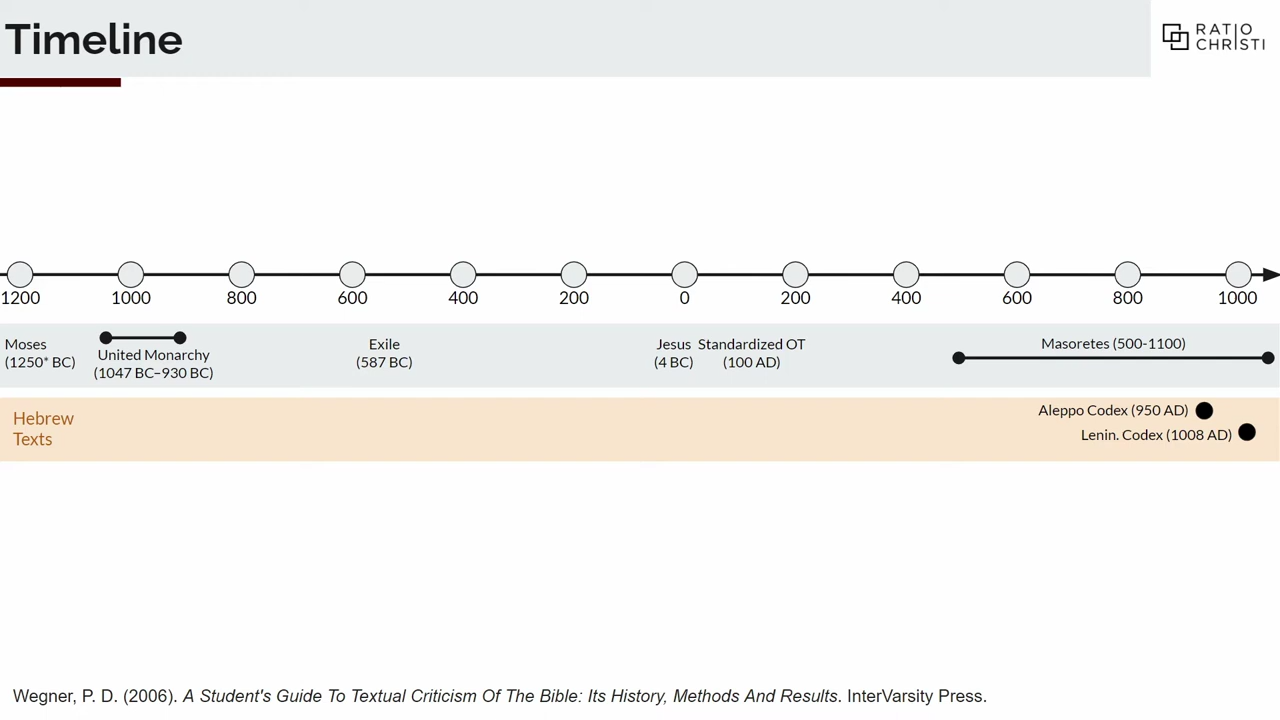 Timeline
RATIO
CHRISTI
1200 1000 800 600 400 200 0 200 400 600 800 1000
Moses
(1250* BC)
United Monarchy
(1047 BC–930 BC)
Exile
(587 BC)
Jesus
(4 BC)
Standardized OT
(100 AD)
Masoretes (500-1100)
Hebrew
Texts
Aleppo Codex (950 AD)
Lenin. Codex (1008 AD)
Wegner, P. D. (2006). A Student's Guide To Textual Criticism Of The Bible: Its History, Methods And Results. InterVarsity Press.